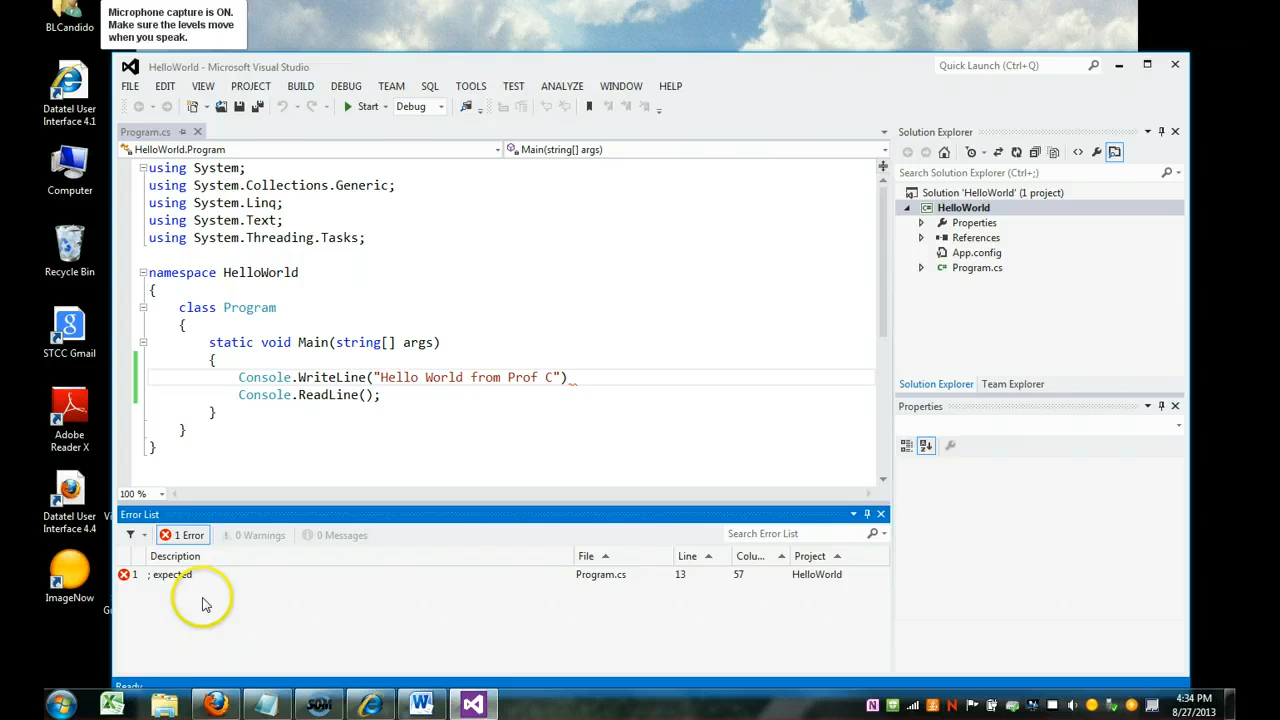 BLCandido
Microphone capture is ON.
Make sure the levels move
when you speak.
Datatel User
Interface 4.1
Computer
Recycle Bin
STCC Gmail
Adobe
Reader X
Datatel User
Interface 4.4
ImageNow
HelloWorld - Microsoft Visual Studio
Quick Launch (Ctrl+Q)
FILE EDIT VIEW PROJECT BUILD DEBUG TEAM SQL TOOLS TEST ANALYZE WINDOW HELP
Start Debug
Program.cs
HelloWorld.Program Main(string[] args)
using System;
using System.Collections.Generic;
using System.Linq;
using System.Text;
using System.Threading.Tasks;
namespace HelloWorld
{
class Program
{
static void Main(string[] args)
{
Console.WriteLine("Hello World from Prof C")
Console.ReadLine();
}
}
}
100 %
Solution Explorer
Search Solution Explorer (Ctrl+;)
Solution 'HelloWorld' (1 project)
HelloWorld
Properties
References
App.config
Program.cs
Solution Explorer Team Explorer
Properties
Error List
1 Error 0 Warnings 0 Messages
Search Error List
Description File Line Colu... Project
1 ; expected Program.cs 13 57 HelloWorld
Ready
4:34 PM
8/27/2013